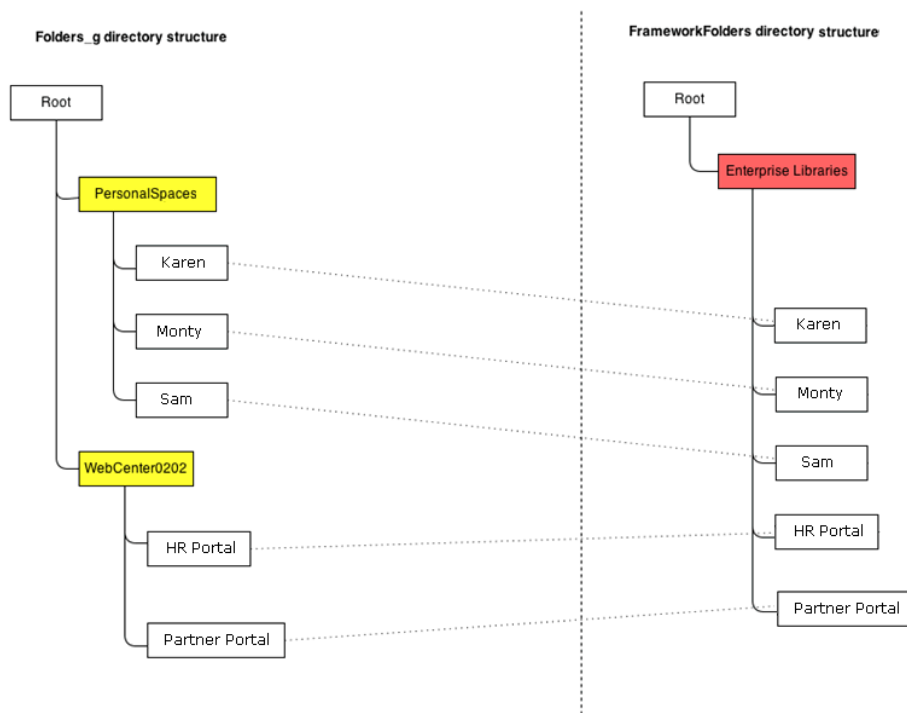 Folders_g directory structure
Root
PersonalSpaces
Karen
Monty
Sam
WebCenter0202
HR Portal
Partner Portal
FrameworkFolders directory structure
Root
Enterprise Libraries
Karen
Monty
Sam
HR Portal
Partner Portal